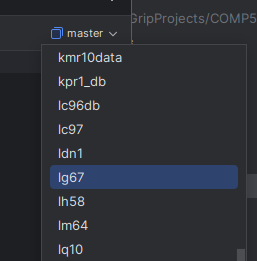 master
GripProjects/COMP5
kmr10data
kpr1_db
lc96db
lc97
ldn1
lg67
lh58
lm64
lq10